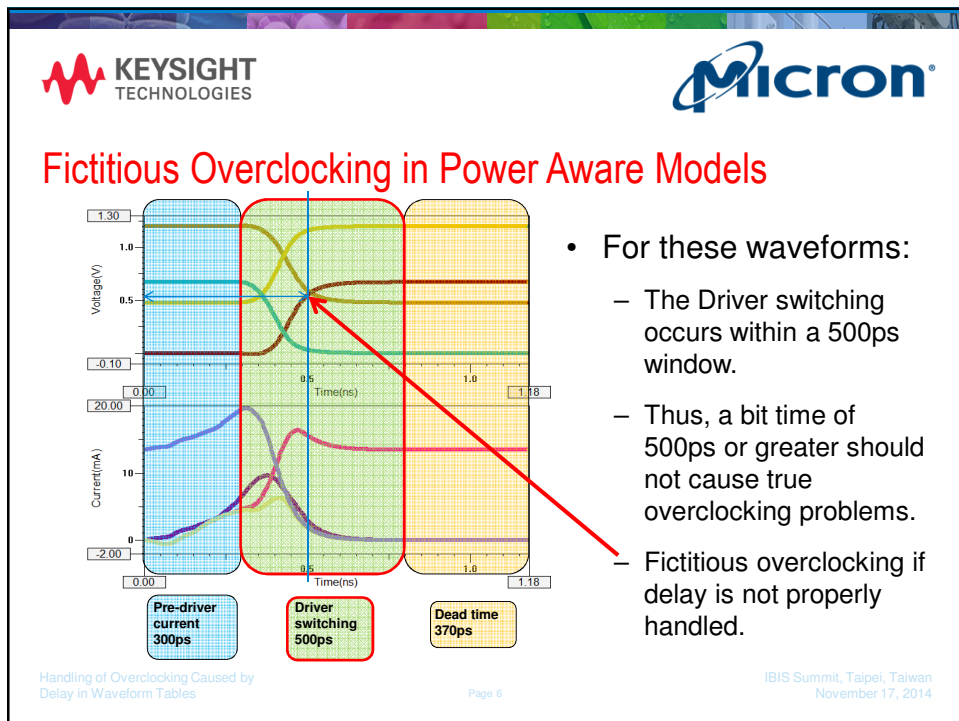 KEYSIGHT
TECHNOLOGIES
Micron
Fictitious Overclocking in Power Aware Models
1.30
1.0
0.5
-0.10
Voltage(V)
0.5
1.0
0.00
Time(ns)
1.18
20.00
10
0
-2.00
Current(mA)
0.5
1.0
0.00
Time(ns)
1.18
Pre-driver
current
300ps
Driver
switching
500ps
Dead time
370ps
• For these waveforms:
– The Driver switching
occurs within a 500ps
window.
– Thus, a bit time of
500ps or greater should
not cause true
overclocking problems.
– Fictitious overclocking if
delay is not properly
handled.
Handling of Overclocking Caused by
Delay in Waveform Tables
Page 6
IBIS Summit, Taipei, Taiwan
November 17, 2014